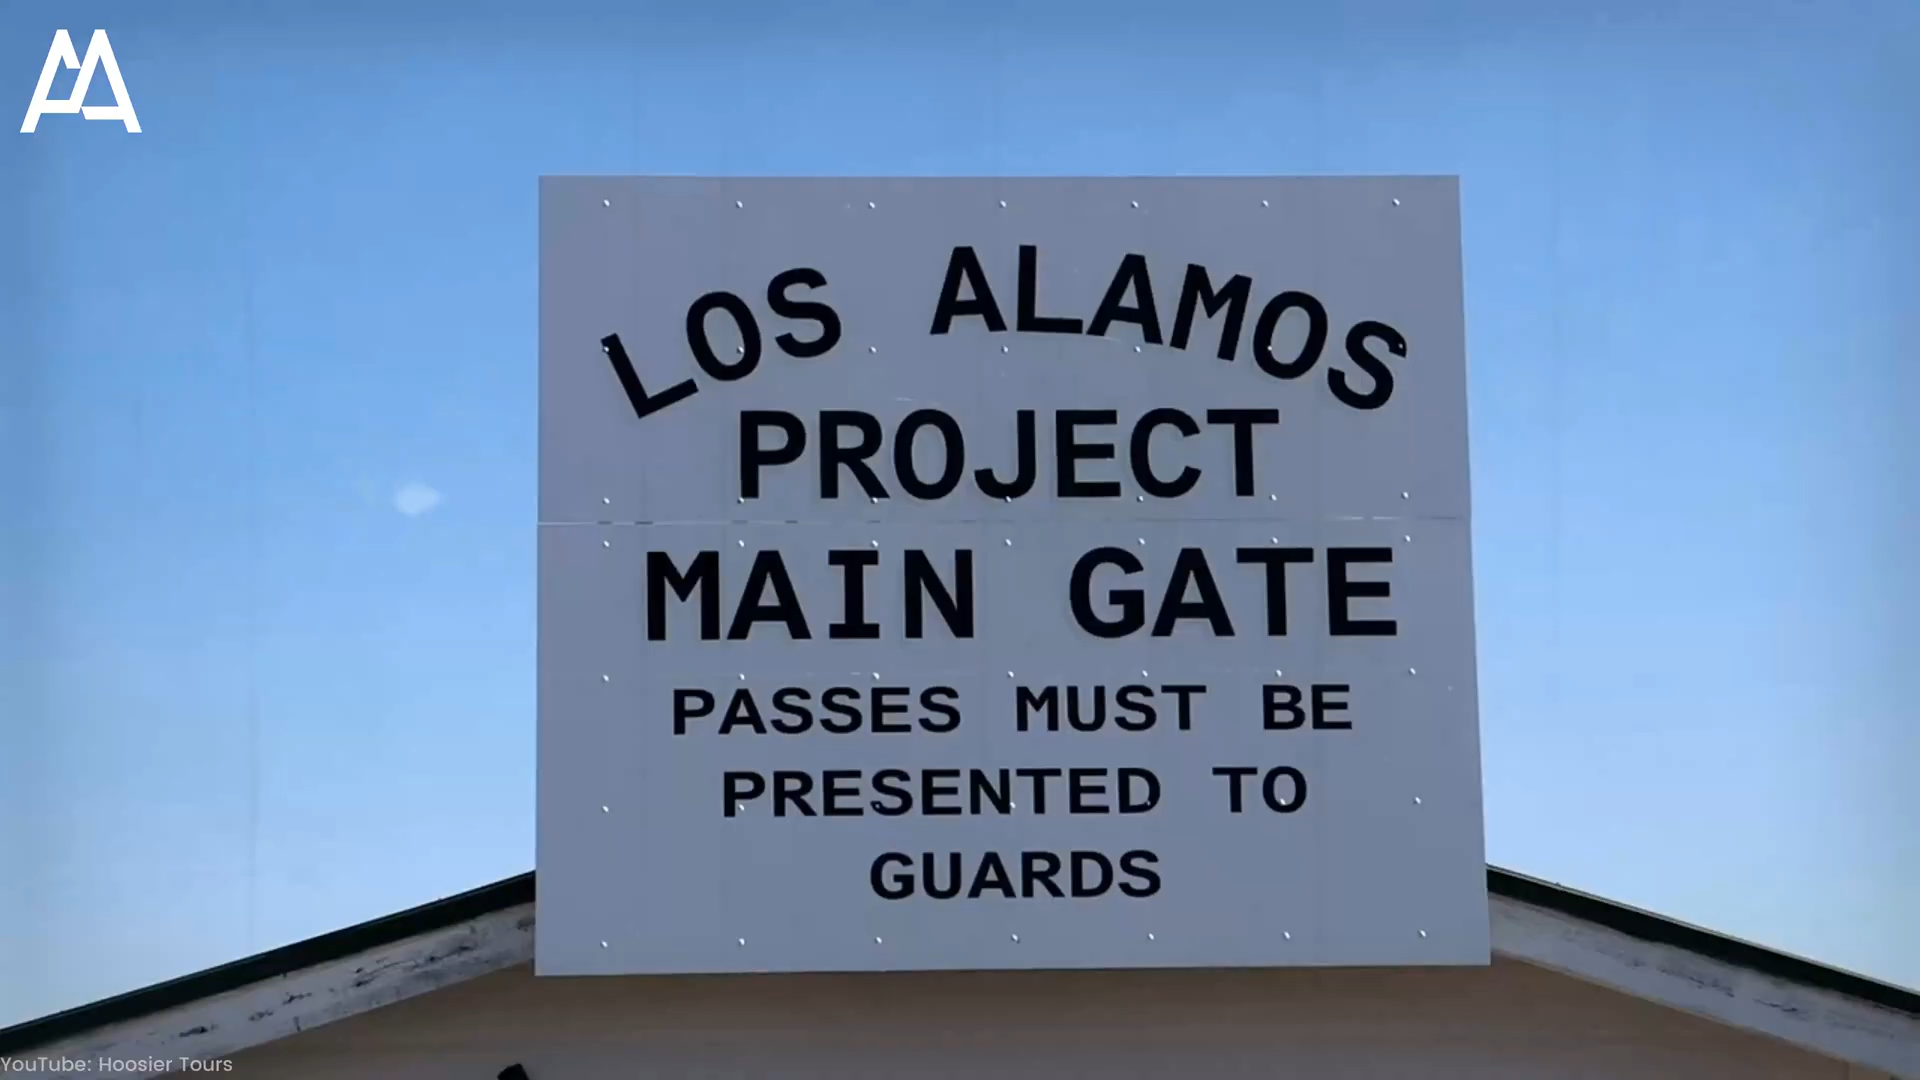 LOS ALAMOS
PROJECT
MAIN GATE
PASSES MUST BE
PRESENTED TO
GUARDS
YouTube: Hoosier Tours